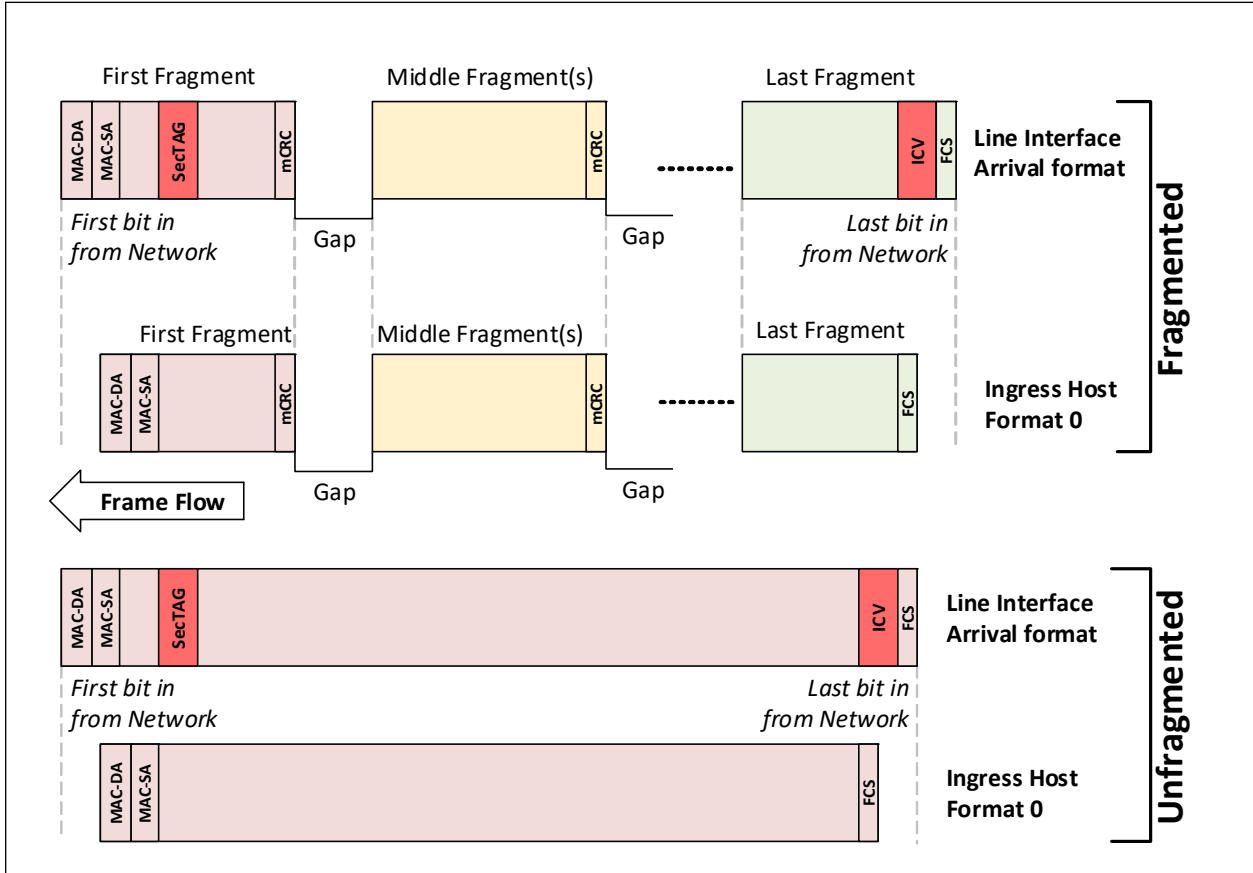 First Fragment
Middle Fragment(s)
Last Fragment
MAC-DA
MAC-SA
SecTAG
mCRC
mCRC
ICV
FCS
Line Interface
Arrival format
First bit in
from Network
Gap
Gap
Last bit in
from Network
Fragmented
First Fragment
Middle Fragment(s)
Last Fragment
MAC-DA
MAC-SA
mCRC
mCRC
FCS
Ingress Host
Format 0
Gap
Gap
Frame Flow
MAC-DA
MAC-SA
SecTAG
ICV
FCS
Line Interface
Arrival format
First bit in
from Network
Last bit in
from Network
Unfragmented
MAC-DA
MAC-SA
FCS
Ingress Host
Format 0